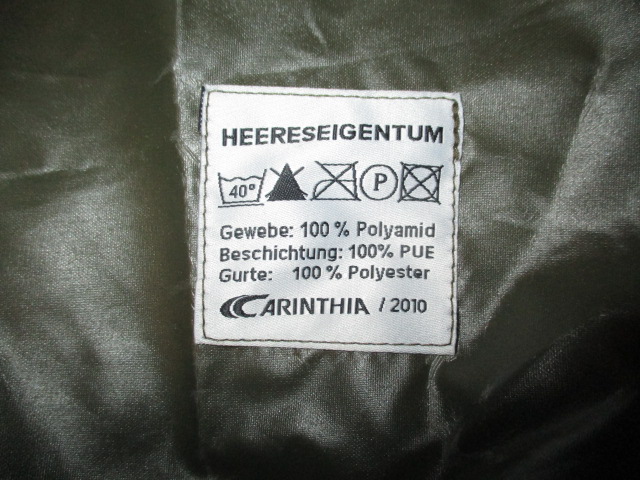 HEERESEIGENTUM
40° P
Gewebe: 100 % Polyamid
Beschichtung: 100% PUE
Gurte: 100 % Polyester
CARINTHIA / 2010